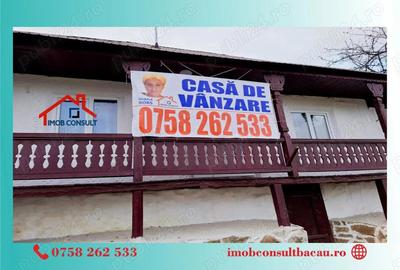 CASĂ DE
VÂNZARE
0758 262 533
IMOB CONSULT
0758 262 533
imobconsultbacau.ro